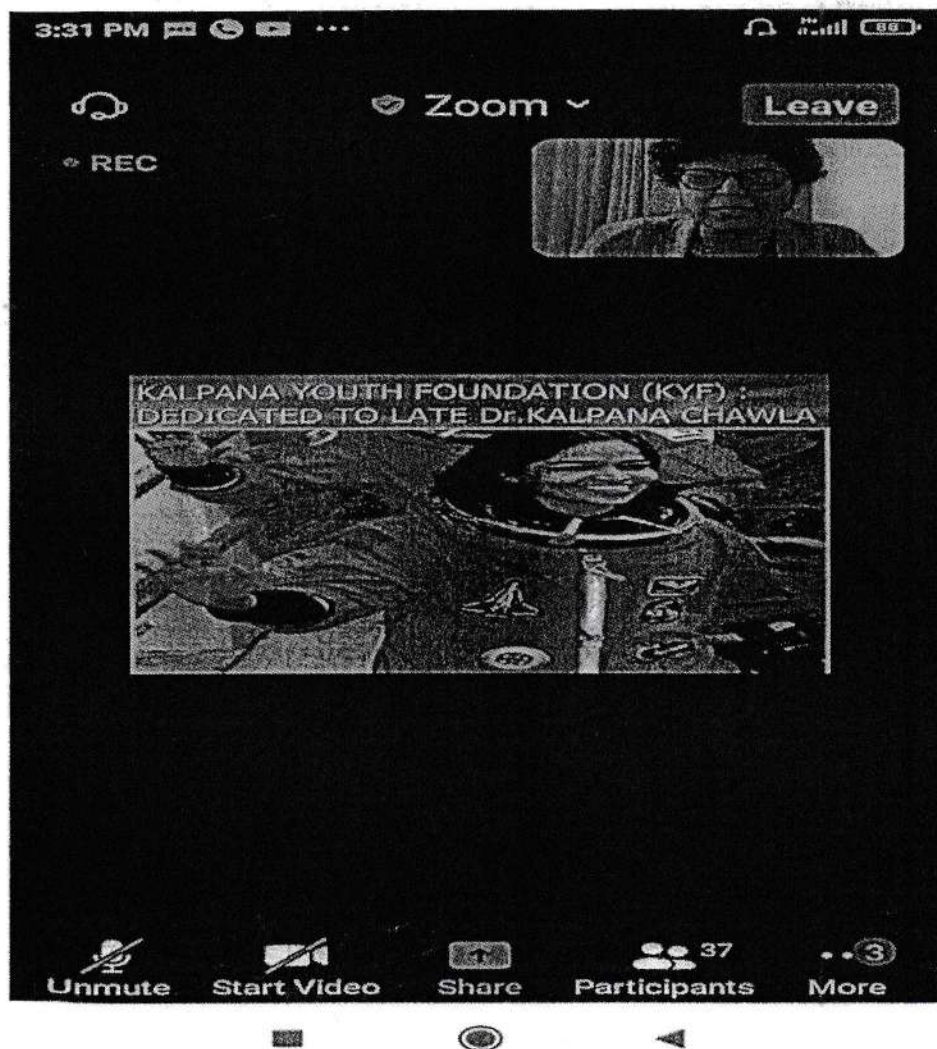 3:31 PM
88
Zoom
Leave
REC
KALPANA YOUTH FOUNDATION (KYF) :
DEDICATED TO LATE Dr.KALPANA CHAWLA
37
3
Unmute Start Video Share Participants More